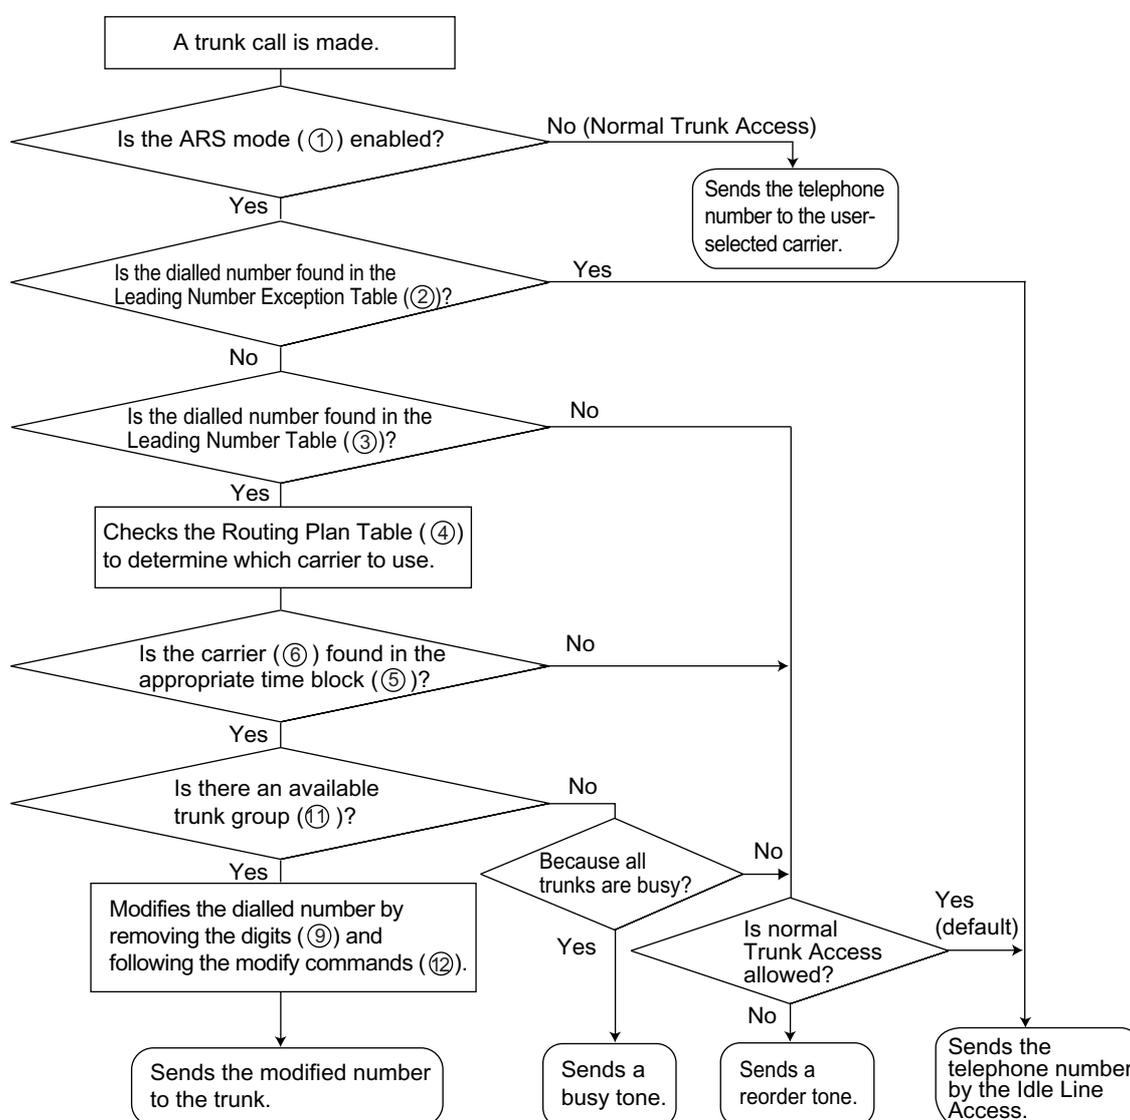 A trunk call is made.
Is the ARS mode (①) enabled?
No (Normal Trunk Access)
Sends the telephone
number to the user-
selected carrier.
Yes
Is the dialled number found in the
Leading Number Exception Table (②)?
Yes
No
Is the dialled number found in the
Leading Number Table (③)?
No
Yes
Checks the Routing Plan Table (④)
to determine which carrier to use.
Is the carrier (⑥) found in the
appropriate time block (⑤)?
No
Yes
Is there an available
trunk group (⑪)?
No
Because all
trunks are busy?
No
Yes
Modifies the dialled number by
removing the digits (⑨) and
following the modify commands (⑫).
Yes
Is normal
Trunk Access
allowed?
Yes
(default)
No
Sends the modified number
to the trunk.
Sends a
busy tone.
Sends a
reorder tone.
Sends the
telephone number
by the Idle Line
Access.